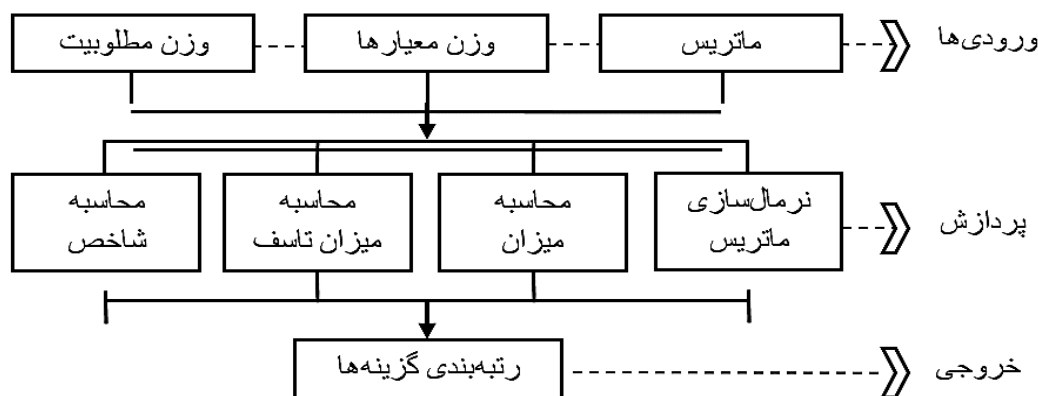 ورودی‌ها
ماتریس
وزن معیارها
وزن مطلوبیت
پردازش
نرمال‌سازی
ماتریس
محاسبه
میزان
محاسبه
میزان تاسف
محاسبه
شاخص
خروجی
رتبه‌بندی گزینه‌ها